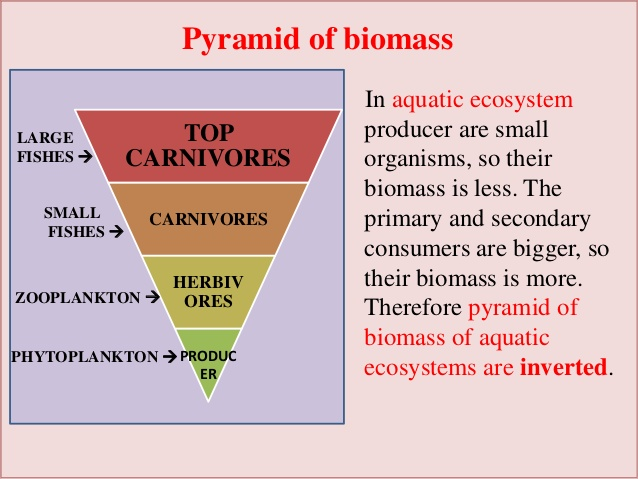 Pyramid of biomass
LARGE
FISHES →
TOP
CARNIVORES
SMALL
FISHES →
CARNIVORES
ZOOPLANKTON →
HERBIV
ORES
PHYTOPLANKTON →
PRODUC
ER
In aquatic ecosystem
producer are small
organisms, so their
biomass is less. The
primary and secondary
consumers are bigger, so
their biomass is more.
Therefore pyramid of
biomass of aquatic
ecosystems are inverted.